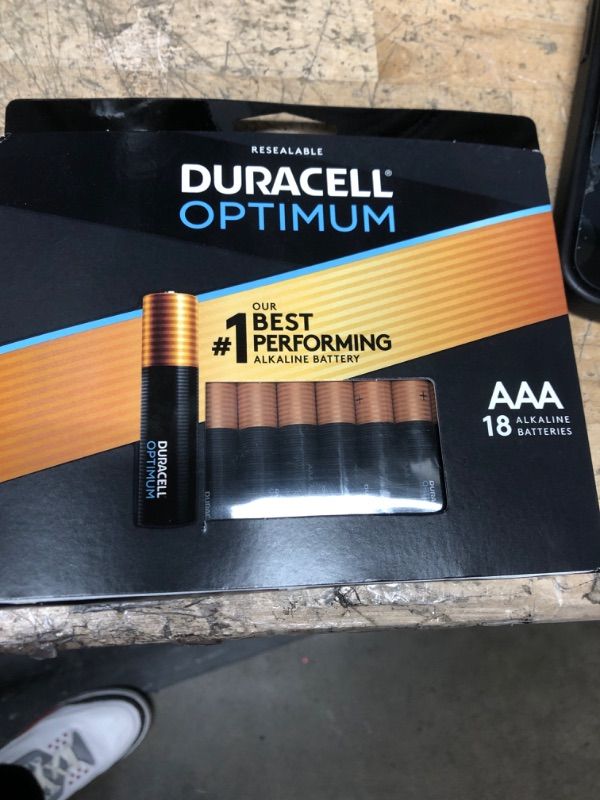 RESEALABLE
DURACELL®
OPTIMUM
OUR
#1 BEST
PERFORMING
ALKALINE BATTERY
AAA
18 ALKALINE
BATTERIES
DURACELL
OPTIMUM